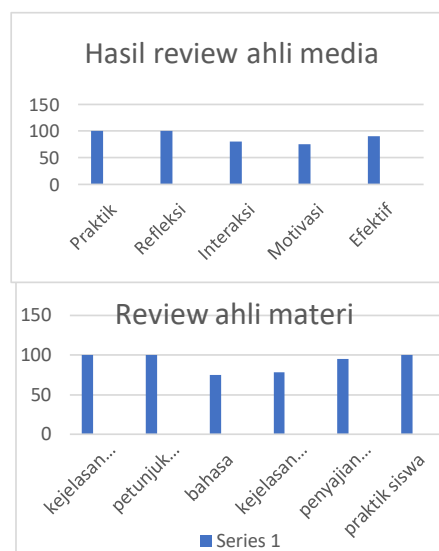 Hasil review ahli media
150
100
50
0
Praktik
Refleksi
Interaksi
Motivasi
Efektif
Review ahli materi
150
100
50
0
kejelasan...
petunjuk...
bahasa
kejelasan...
penyajian...
praktik siswa
Series 1